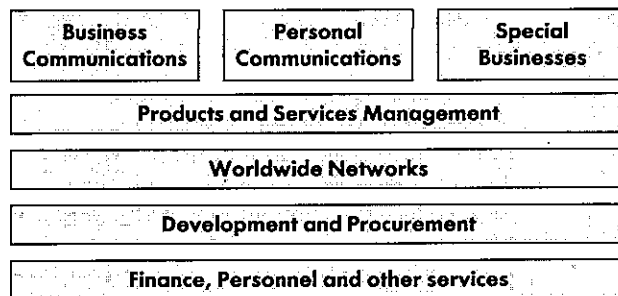 Business
Communications
Personal
Communications
Special
Businesses
Products and Services Management
Worldwide Networks
Development and Procurement
Finance, Personnel and other services